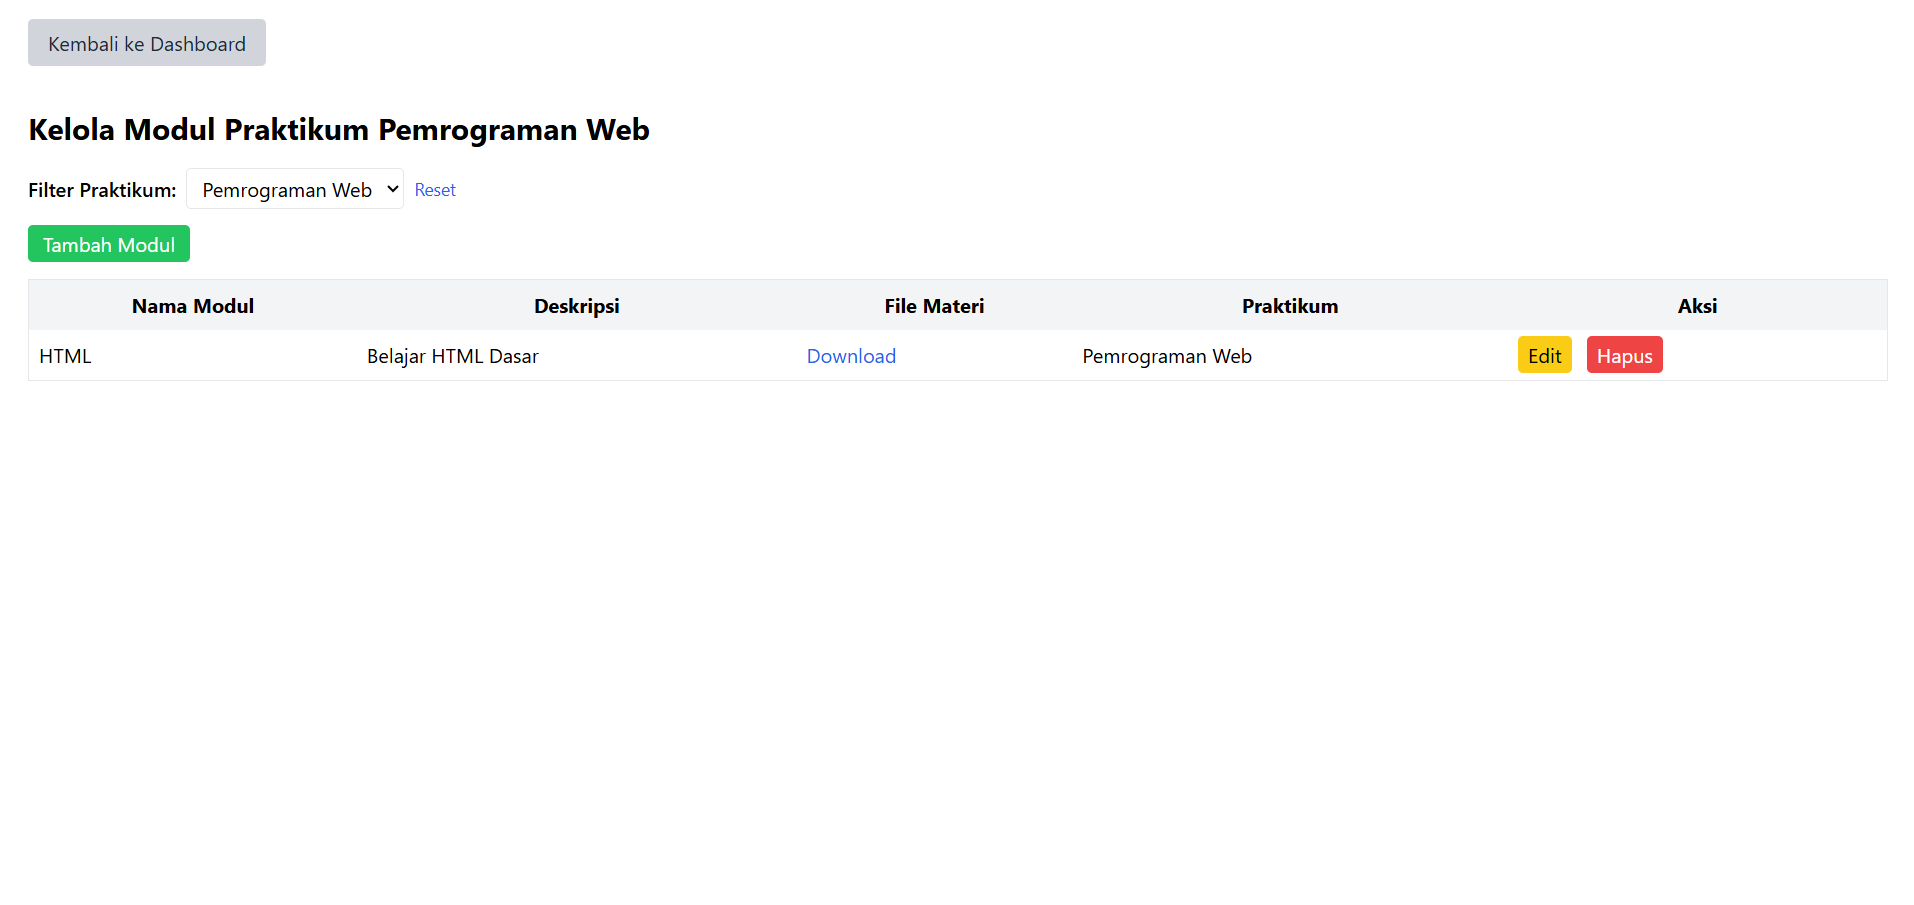 Kembali ke Dashboard
Kelola Modul Praktikum Pemrograman Web
Filter Praktikum: Pemrograman Web Reset
Tambah Modul
Nama Modul Deskripsi File Materi Praktikum Aksi
HTML Belajar HTML Dasar Download Pemrograman Web Edit Hapus